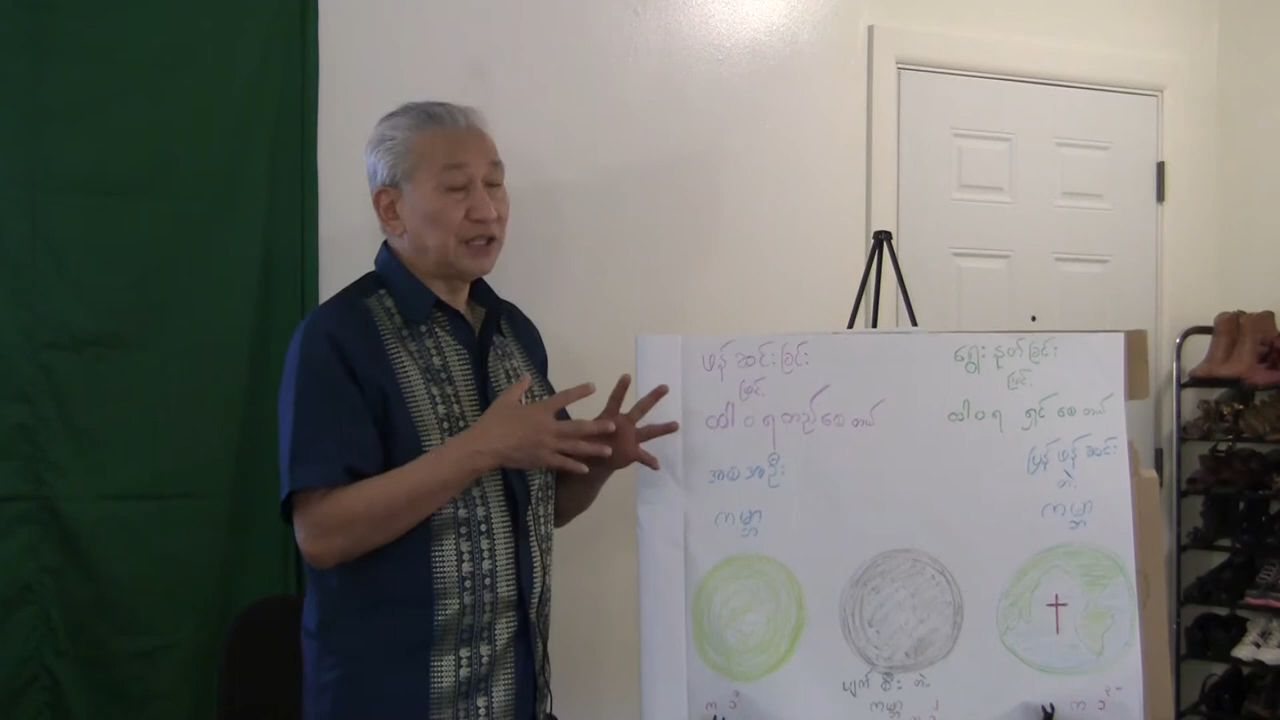 ဖန်ဆင်းခြင်း
ဖြင့်
ထါဝရတည်စေတယ်
အစအဦး
ကမ္ဘာ
ရွေးနုတ်ခြင်း
ဖြင့်
ထါဝရ ရှင်စေတယ်
ပြန်ဖန်ဆင်း
တဲ့
ကမ္ဘာ
ပျက်စီးတဲ့
ကမ္ဘာ